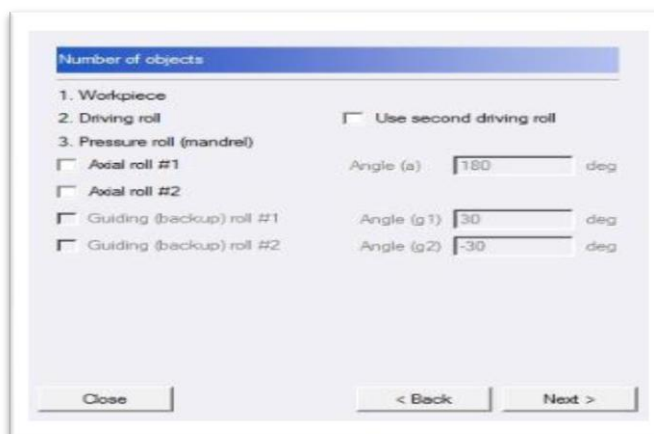 Number of objects
1. Workpiece
2. Driving roll Use second driving roll
3. Pressure roll (mandrel)
Axial roll #1 Angle (a) 180 deg
Axial roll #2
Guiding (backup) roll #1 Angle (g1) 30 deg
Guiding (backup) roll #2 Angle (g2) -30 deg
Close < Back Next >